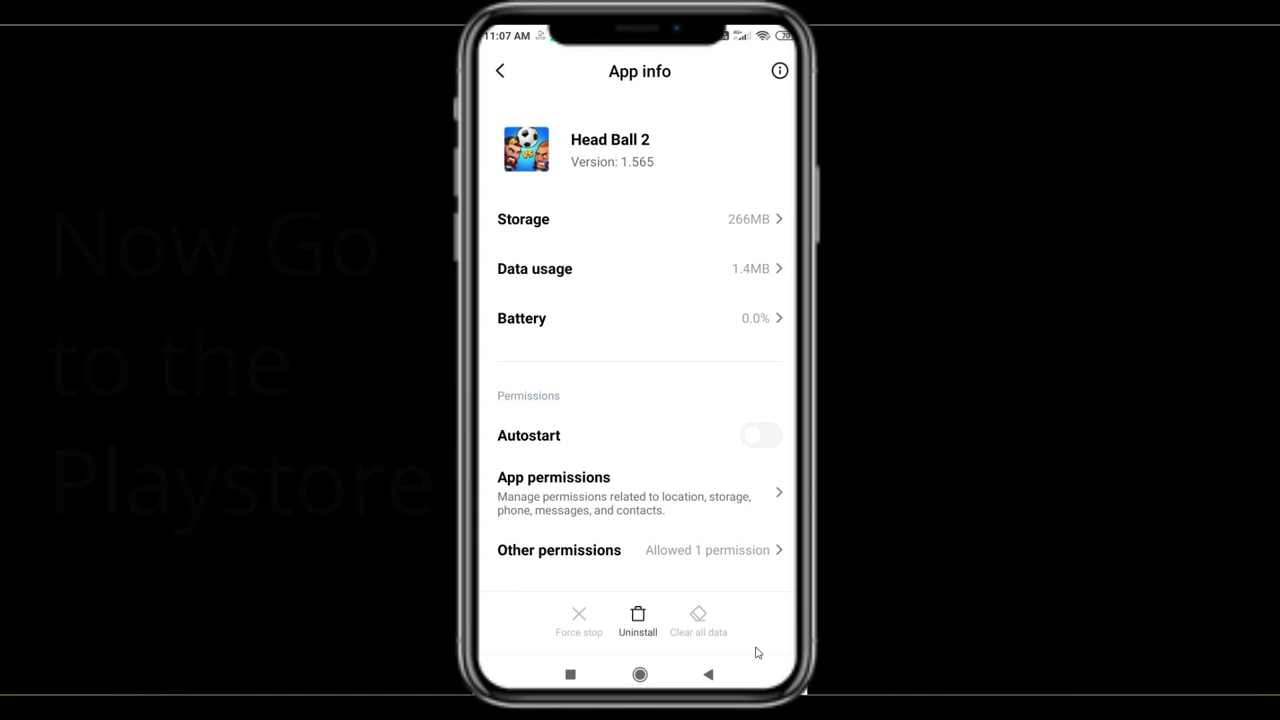 Now Go
to the
Playstore
11:07 AM
App info
VS
Head Ball 2
Version: 1.565
Storage 266MB
Data usage 1.4MB
Battery 0.0%
Permissions
Autostart
App permissions
Manage permissions related to location, storage,
phone, messages, and contacts.
Other permissions Allowed 1 permission
Force stop Uninstall Clear all data